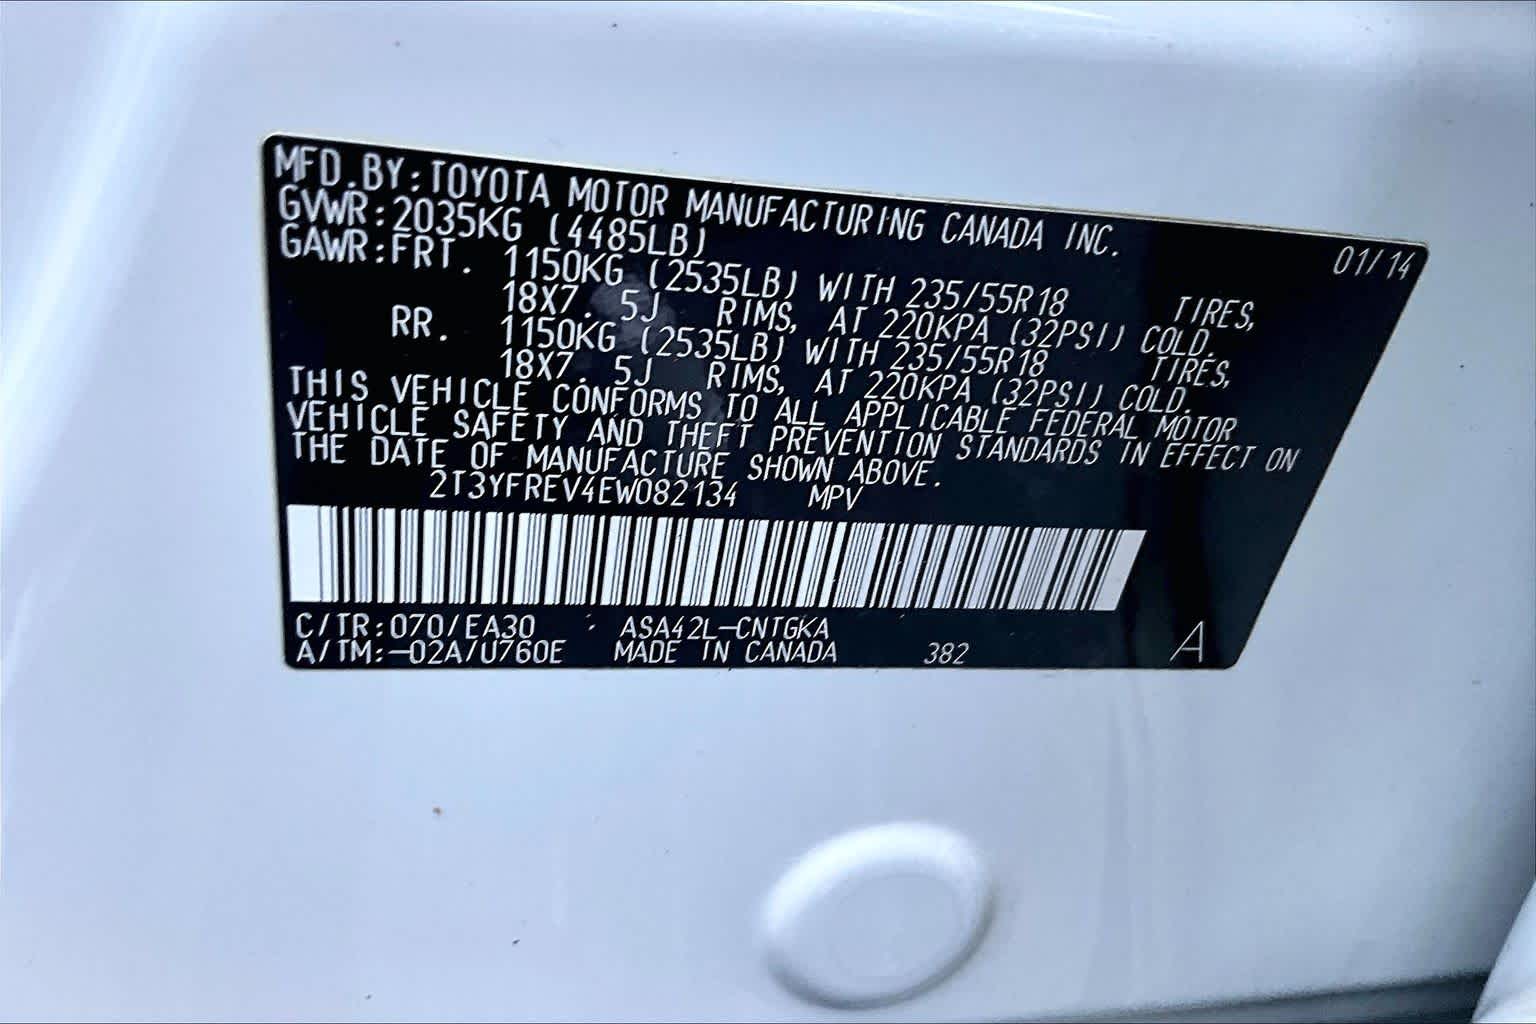 MFD.BY:TOYOTA MOTOR MANUFACTURING CANADA INC.
01/14
GVWR:2035KG (4485LB)
GAWR:FRT. 1150KG (2535LB) WITH 235/55R18 TIRES,
18X7.5J RIMS, AT 220KPA (32PSI) COLD.
RR. 1150KG (2535LB) WITH 235/55R18 TIRES,
18X7.5J RIMS, AT 220KPA (32PSI) COLD.
THIS VEHICLE CONFORMS TO ALL APPLICABLE FEDERAL MOTOR
VEHICLE SAFETY AND THEFT PREVENTION STANDARDS IN EFFECT ON
THE DATE OF MANUFACTURE SHOWN ABOVE.
2T3YFREV4EW082134 MPV
C/TR:070/EA30 ASA42L-CNTGKA
A/TM:-02A/U760E MADE IN CANADA 382 A